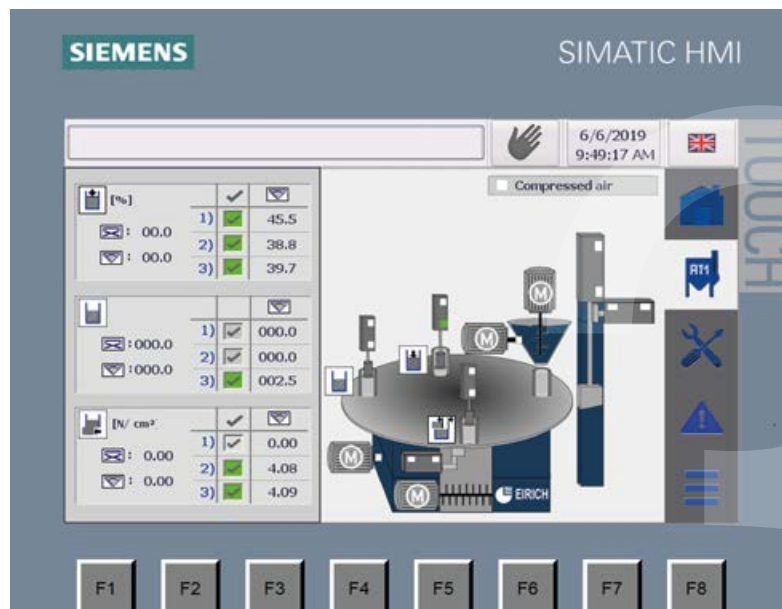 SIEMENS
SIMATIC HMI
6/6/2019
9:49:17 AM
TOUCH
Compressed air
[%]
1) 45.5
: 00.0
2) 38.8
: 00.0
3) 39.7
1) 000.0
:000.0
2) 000.0
:000.0
3) 002.5
[N/ cm²
1) 0.00
: 0.00
2) 4.08
: 0.00
3) 4.09
AT1
M
M
M
M
EIRICH
F1 F2 F3 F4 F5 F6 F7 F8